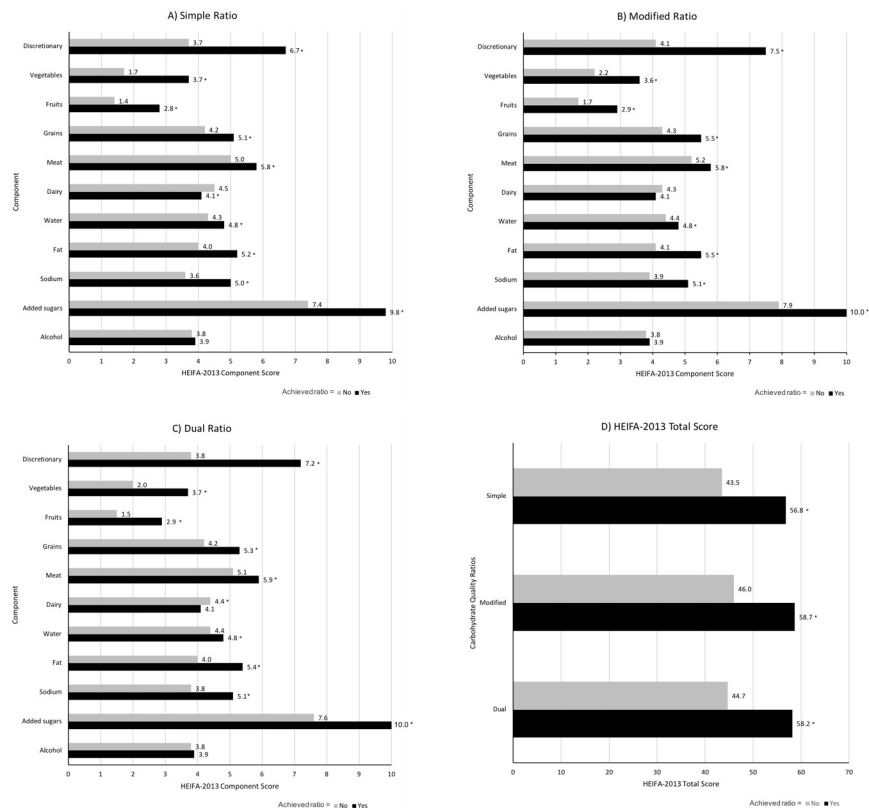 A) Simple Ratio
Component
Discretionary 3.7
6.7 *
Vegetables 1.7
3.7 *
Fruits 1.4
2.8 *
Grains 4.2
5.1 *
Meat 5.0
5.8 *
Dairy 4.5
4.1 *
Water 4.3
4.8 *
Fat 4.0
5.2 *
Sodium 3.6
5.0 *
Added sugars 7.4
9.8 *
Alcohol 3.8
3.9
0 1 2 3 4 5 6 7 8 9 10
HEIFA-2013 Component Score
Achieved ratio = No Yes
B) Modified Ratio
Component
Discretionary 4.1
7.5 *
Vegetables 2.2
3.6 *
Fruits 1.7
2.9 *
Grains 4.3
5.5 *
Meat 5.2
5.8 *
Dairy 4.3
4.1
Water 4.4
4.8 *
Fat 4.1
5.5 *
Sodium 3.9
5.1 *
Added sugars 7.9
10.0 *
Alcohol 3.8
3.9
0 1 2 3 4 5 6 7 8 9 10
HEIFA-2013 Component Score
Achieved ratio = No Yes
C) Dual Ratio
Component
Discretionary 3.8
7.2 *
Vegetables 2.0
3.7 *
Fruits 1.5
2.9 *
Grains 4.2
5.3 *
Meat 5.1
5.9 *
Dairy 4.4 *
4.1
Water 4.4
4.8 *
Fat 4.0
5.4 *
Sodium 3.8
5.1 *
Added sugars 7.6
10.0 *
Alcohol 3.8
3.9
0 1 2 3 4 5 6 7 8 9 10
HEIFA-2013 Component Score
Achieved ratio = No Yes
D) HEIFA-2013 Total Score
Carbohydrate Quality Ratios
Simple 43.5
56.8 *
Modified 46.0
58.7 *
Dual 44.7
58.2 *
0 10 20 30 40 50 60 70
HEIFA-2013 Total Score
Achieved ratio = No Yes